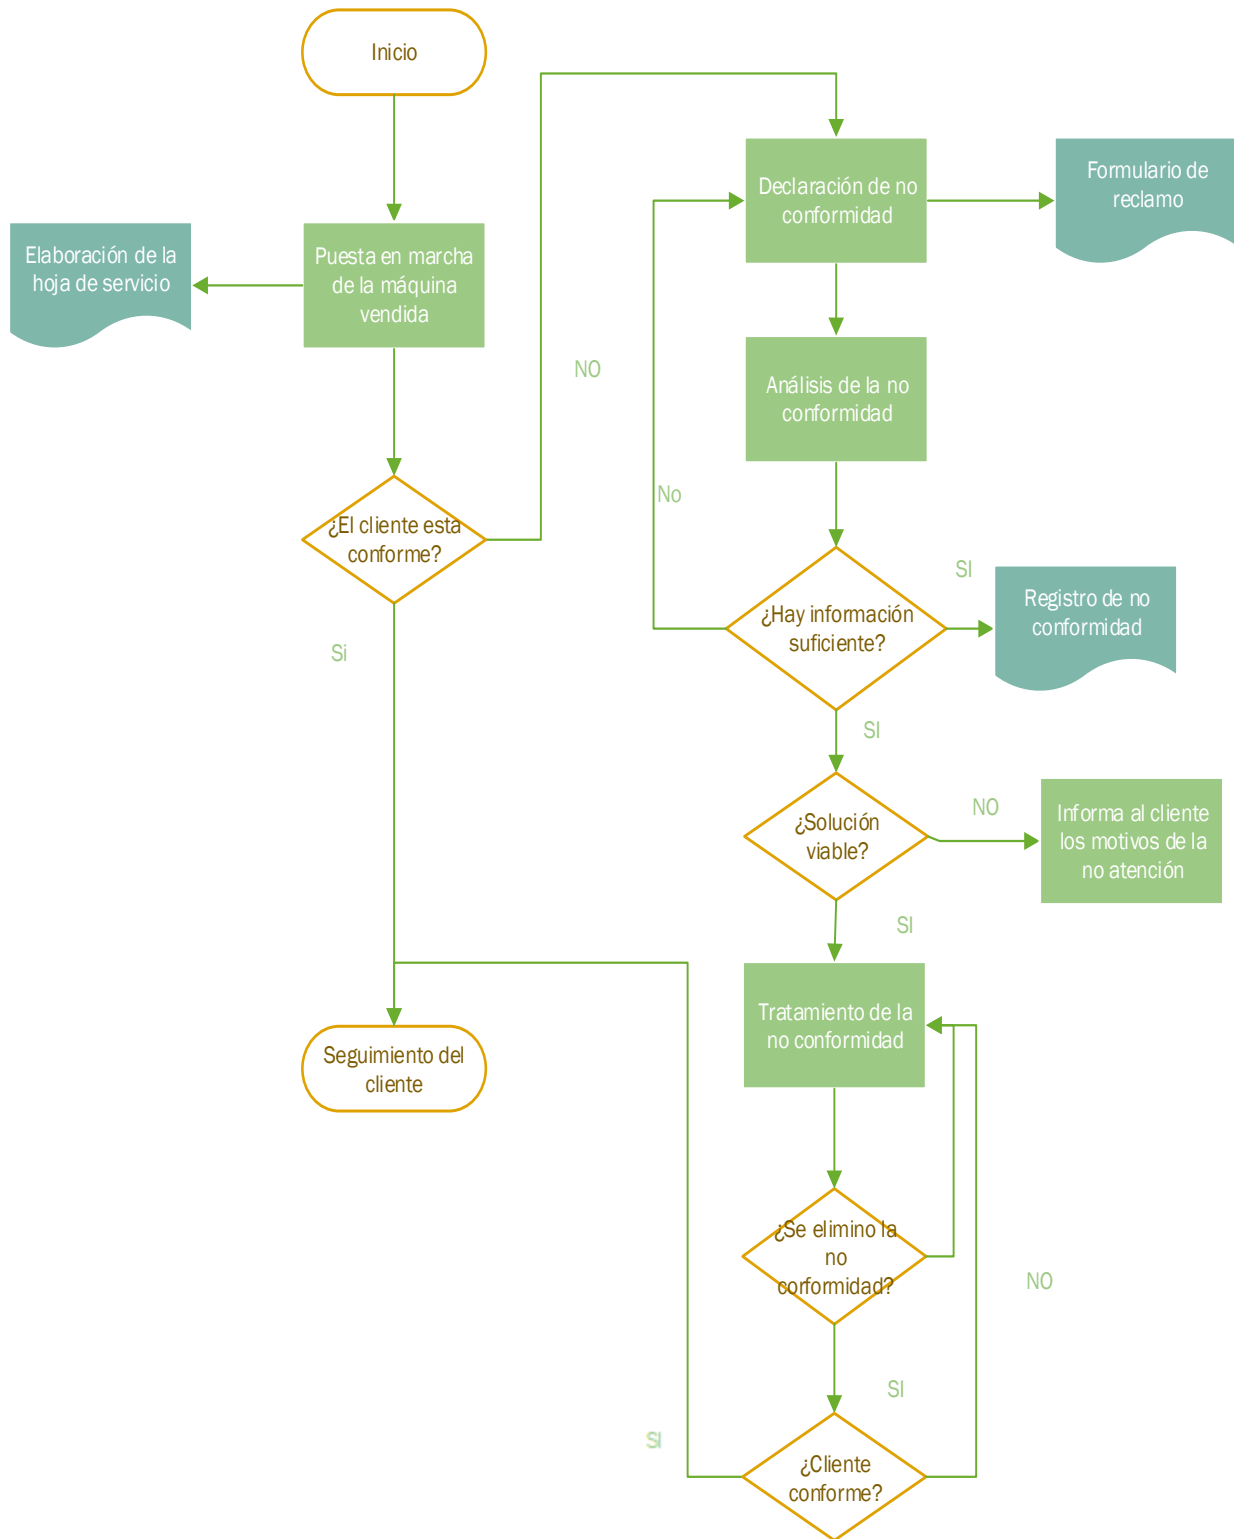 Inicio
Declaración de no
conformidad
Formulario de
reclamo
Elaboración de la
hoja de servicio
Puesta en marcha
de la máquina
vendida
NO
Análisis de la no
conformidad
No
¿El cliente esta
conforme?
SI
¿Hay información
suficiente?
Registro de no
conformidad
Si
SI
¿Solución
viable?
NO
Informa al cliente
los motivos de la
no atención
SI
Tratamiento de la
no conformidad
Seguimiento del
cliente
¿Se elimino la
no
corformidad?
NO
SI
SI
¿Cliente
conforme?